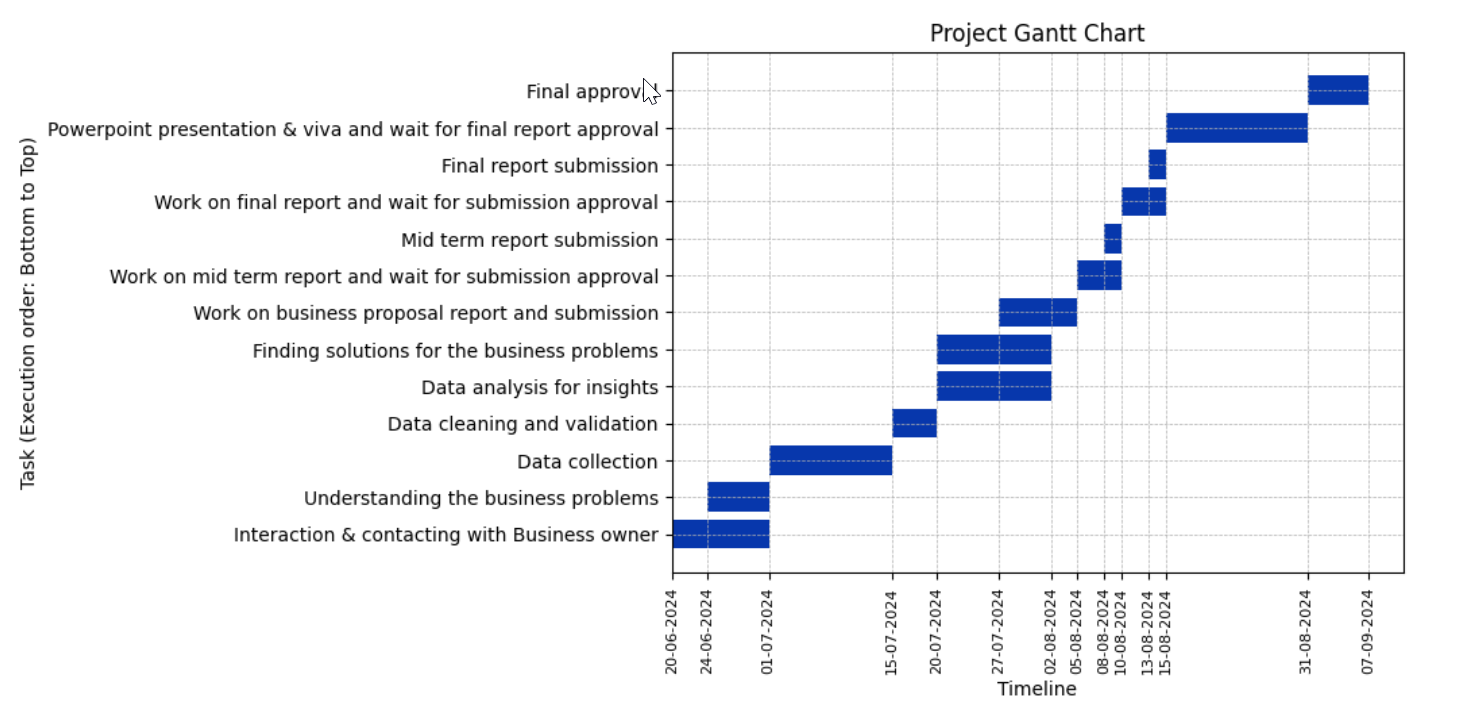 Project Gantt Chart
Task (Execution order: Bottom to Top)
Final approval
Powerpoint presentation & viva and wait for final report approval
Final report submission
Work on final report and wait for submission approval
Mid term report submission
Work on mid term report and wait for submission approval
Work on business proposal report and submission
Finding solutions for the business problems
Data analysis for insights
Data cleaning and validation
Data collection
Understanding the business problems
Interaction & contacting with Business owner
20-06-2024
24-06-2024
01-07-2024
15-07-2024
20-07-2024
27-07-2024
02-08-2024
05-08-2024
08-08-2024
10-08-2024
13-08-2024
15-08-2024
31-08-2024
07-09-2024
Timeline